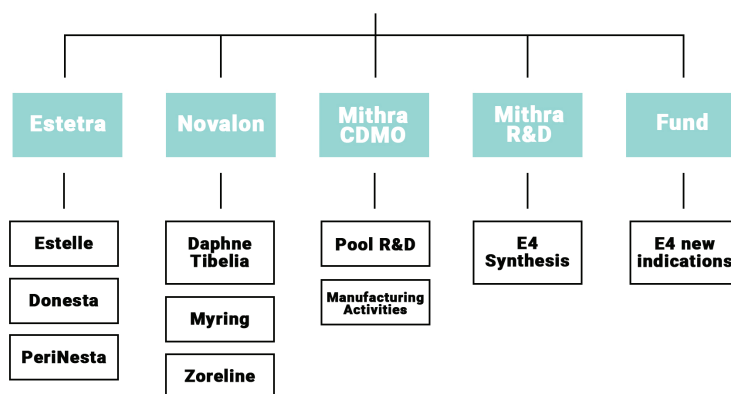 Estetra
Novalon
Mithra
CDMO
Mithra
R&D
Fund
Estelle
Donesta
PeriNesta
Daphne
Tibelia
Myring
Zoreline
Pool R&D
Manufacturing
Activities
E4
Synthesis
E4 new
indications